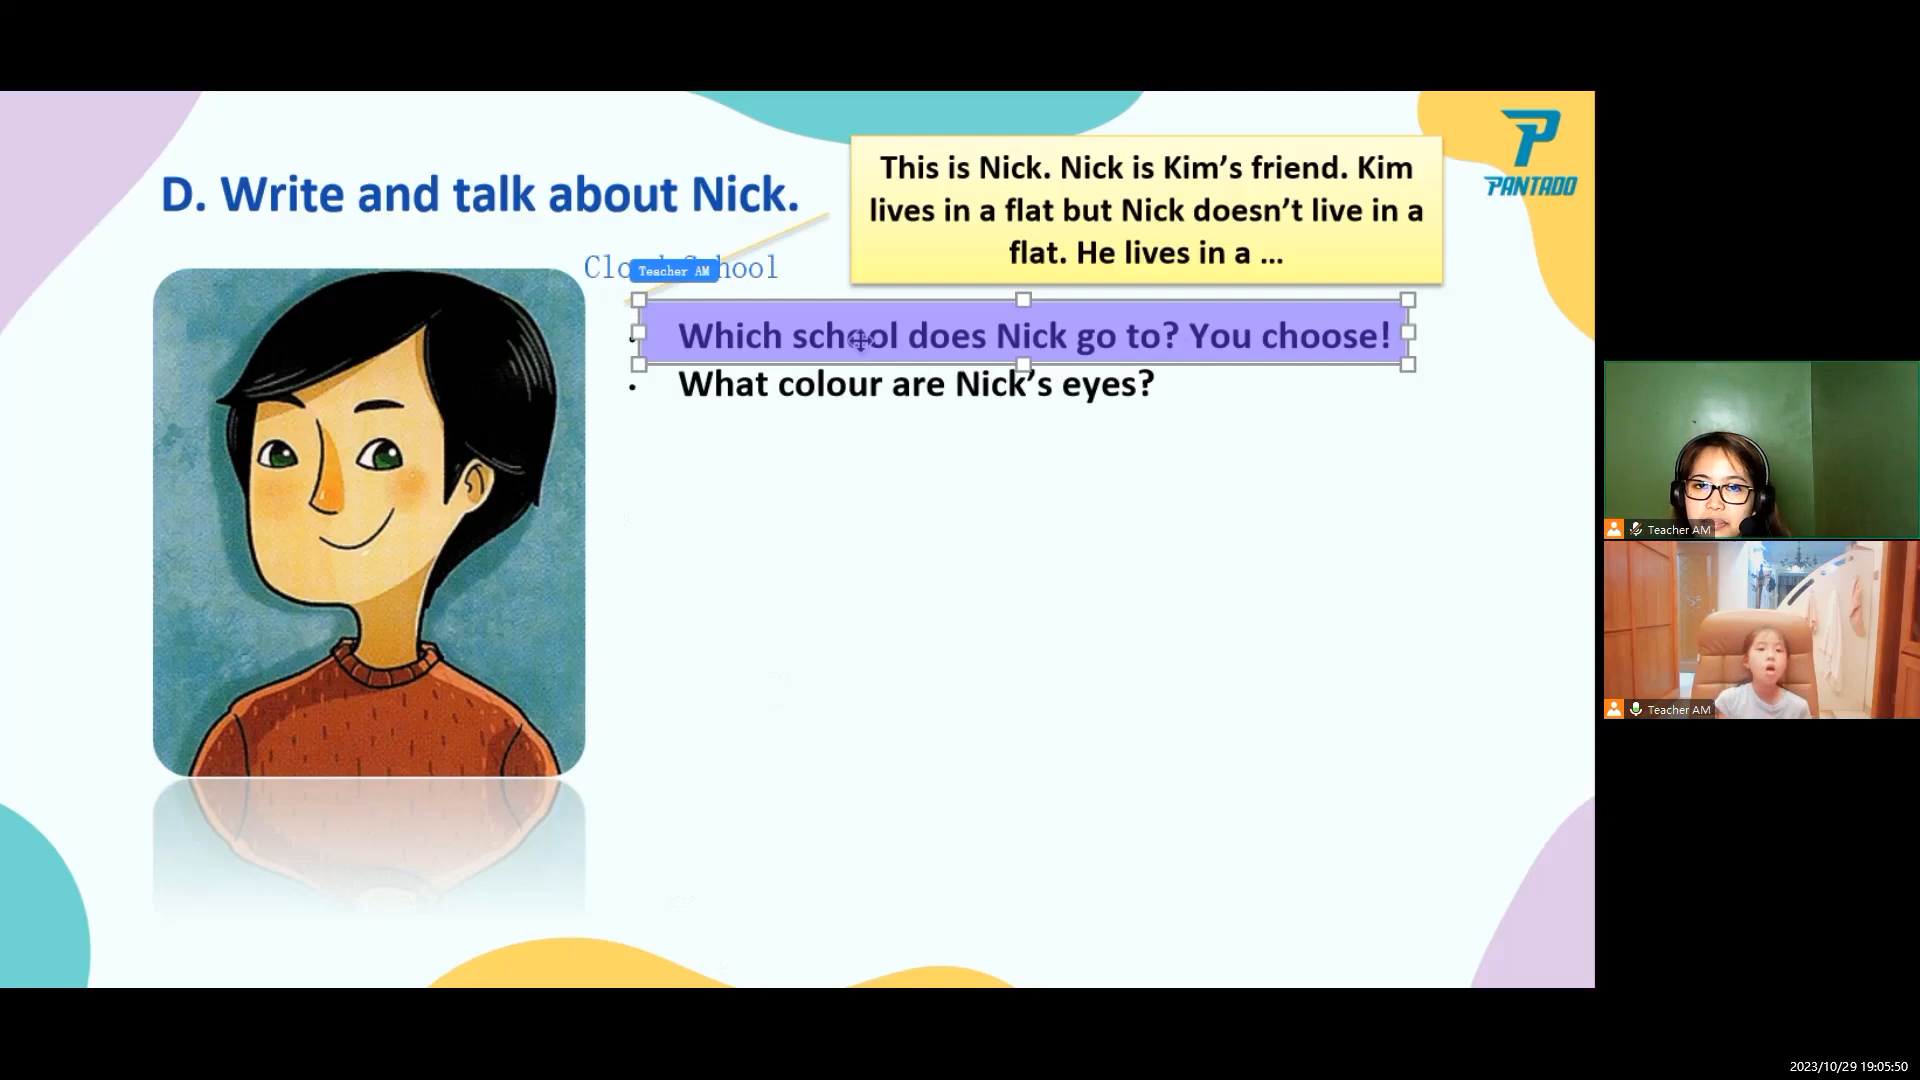 PANTADO
D. Write and talk about Nick.
This is Nick. Nick is Kim's friend. Kim
lives in a flat but Nick doesn't live in a
flat. He lives in a ...
Teacher AM
Which school does Nick go to? You choose!
What colour are Nick's eyes?
Teacher AM
Teacher AM
2023/10/29 19:05:50